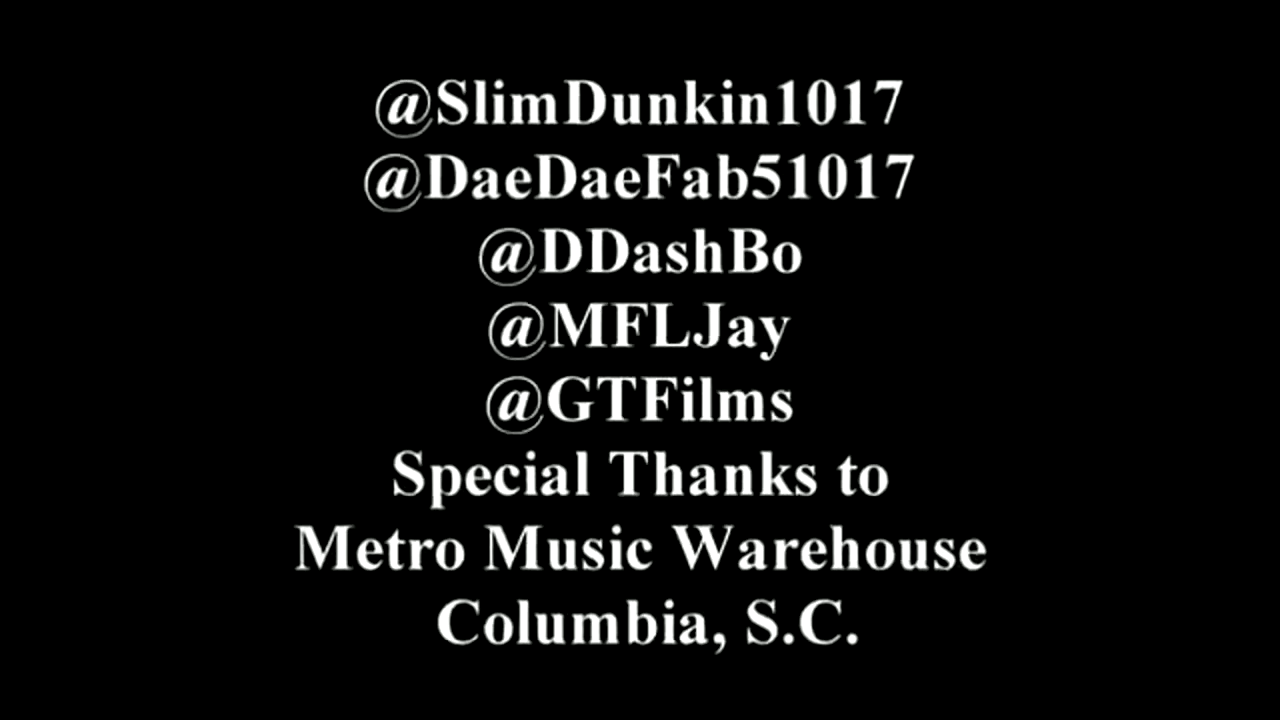 @SlimDunkin1017
@DaeDaeFab51017
@DDashBo
@MFLJay
@GTFilms
Special Thanks to
Metro Music Warehouse
Columbia, S.C.